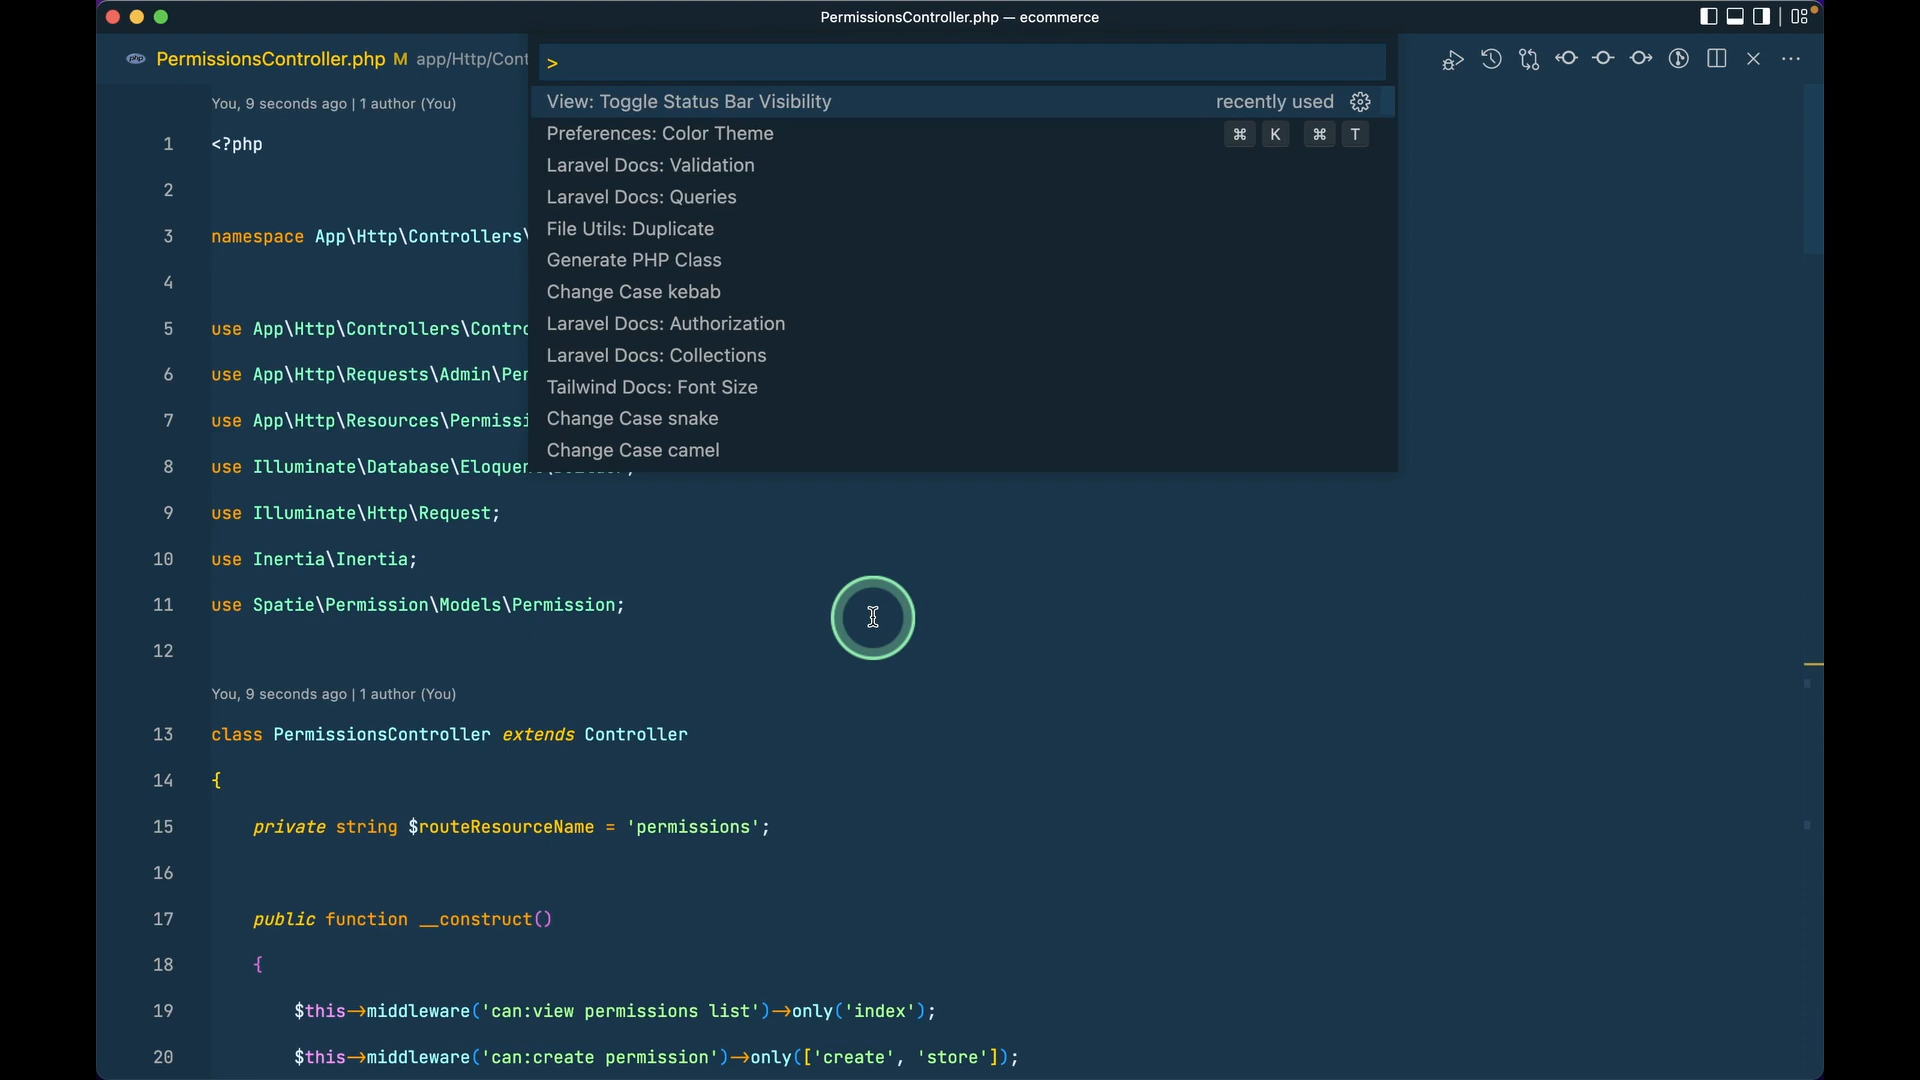 PermissionsController.php — ecommerce
PermissionsController.php M app/Http/Cont
>
View: Toggle Status Bar Visibility recently used
Preferences: Color Theme ⌘ K ⌘ T
Laravel Docs: Validation
Laravel Docs: Queries
File Utils: Duplicate
Generate PHP Class
Change Case kebab
Laravel Docs: Authorization
Laravel Docs: Collections
Tailwind Docs: Font Size
Change Case snake
Change Case camel
You, 9 seconds ago | 1 author (You)
1 <?php
2
3 namespace App\Http\Controllers\
4
5 use App\Http\Controllers\Contro
6 use App\Http\Requests\Admin\Per
7 use App\Http\Resources\Permissi
8 use Illuminate\Database\Eloquen
9 use Illuminate\Http\Request;
10 use Inertia\Inertia;
11 use Spatie\Permission\Models\Permission;
12
You, 9 seconds ago | 1 author (You)
13 class PermissionsController extends Controller
14 {
15 private string $routeResourceName = 'permissions';
16
17 public function __construct()
18 {
19 $this->middleware('can:view permissions list')->only('index');
20 $this->middleware('can:create permission')->only(['create', 'store']);